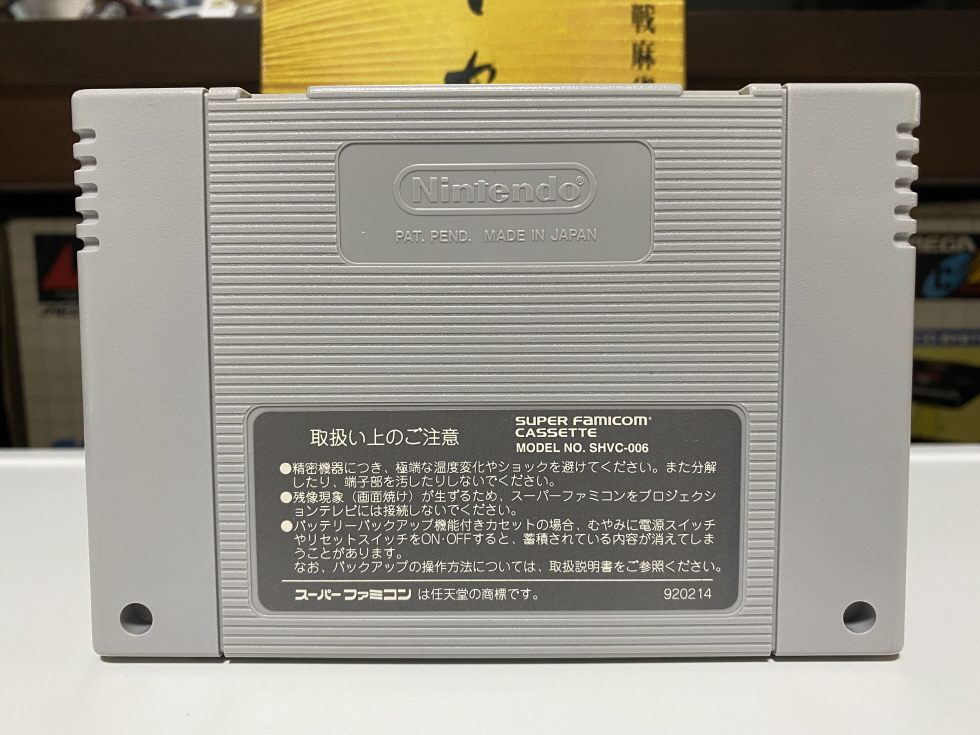 戦麻雀
Nintendo®
PAT. PEND. MADE IN JAPAN
MEGA
取扱い上のご注意
SUPER FAMICOM®
CASSETTE
MODEL NO. SHVC-006
●精密機器につき、極端な温度変化やショックを避けてください。また分解
したり、端子部を汚したりしないでください。
●残像現象（画面焼け）が生ずるため、スーパーファミコンをプロジェクシ
ョンテレビには接続しないでください。
●バッテリーバックアップ機能付きカセットの場合、むやみに電源スイッチ
やリセットスイッチをON·OFFすると、蓄積されている内容が消えてしま
うことがあります。
なお、バックアップの操作方法については、取扱説明書をご参照ください。
スーパーファミコン は任天堂の商標です。
920214